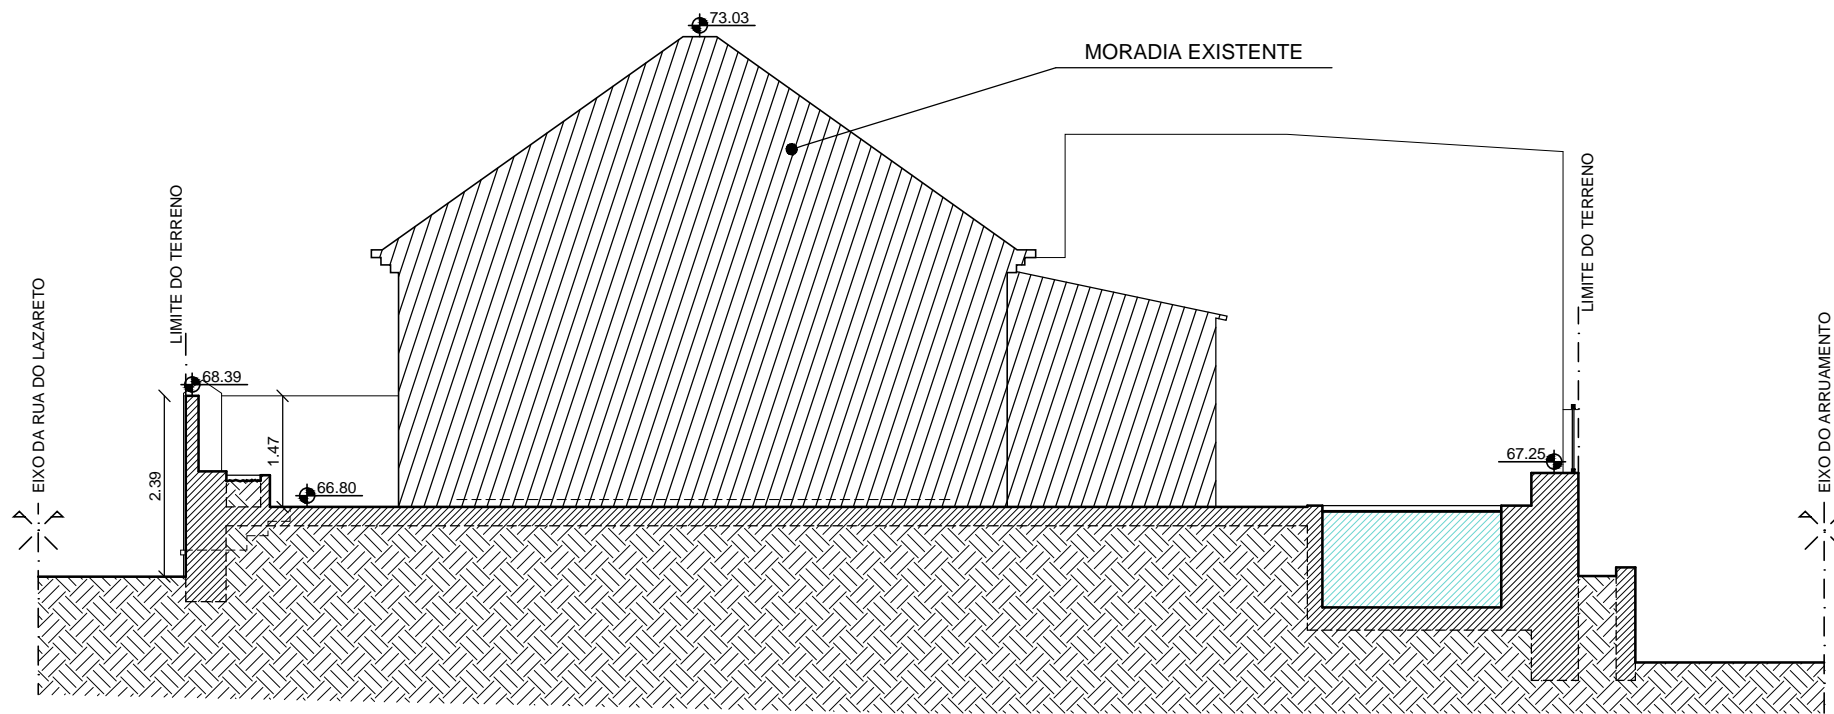 73.03
MORADIA EXISTENTE
LIMITE DO TERRENO
LIMITE DO TERRENO
EIXO DA RUA DO LAZARETO
EIXO DO ARRUAMENTO
68.39
1.47
2.39
66.80
67.25